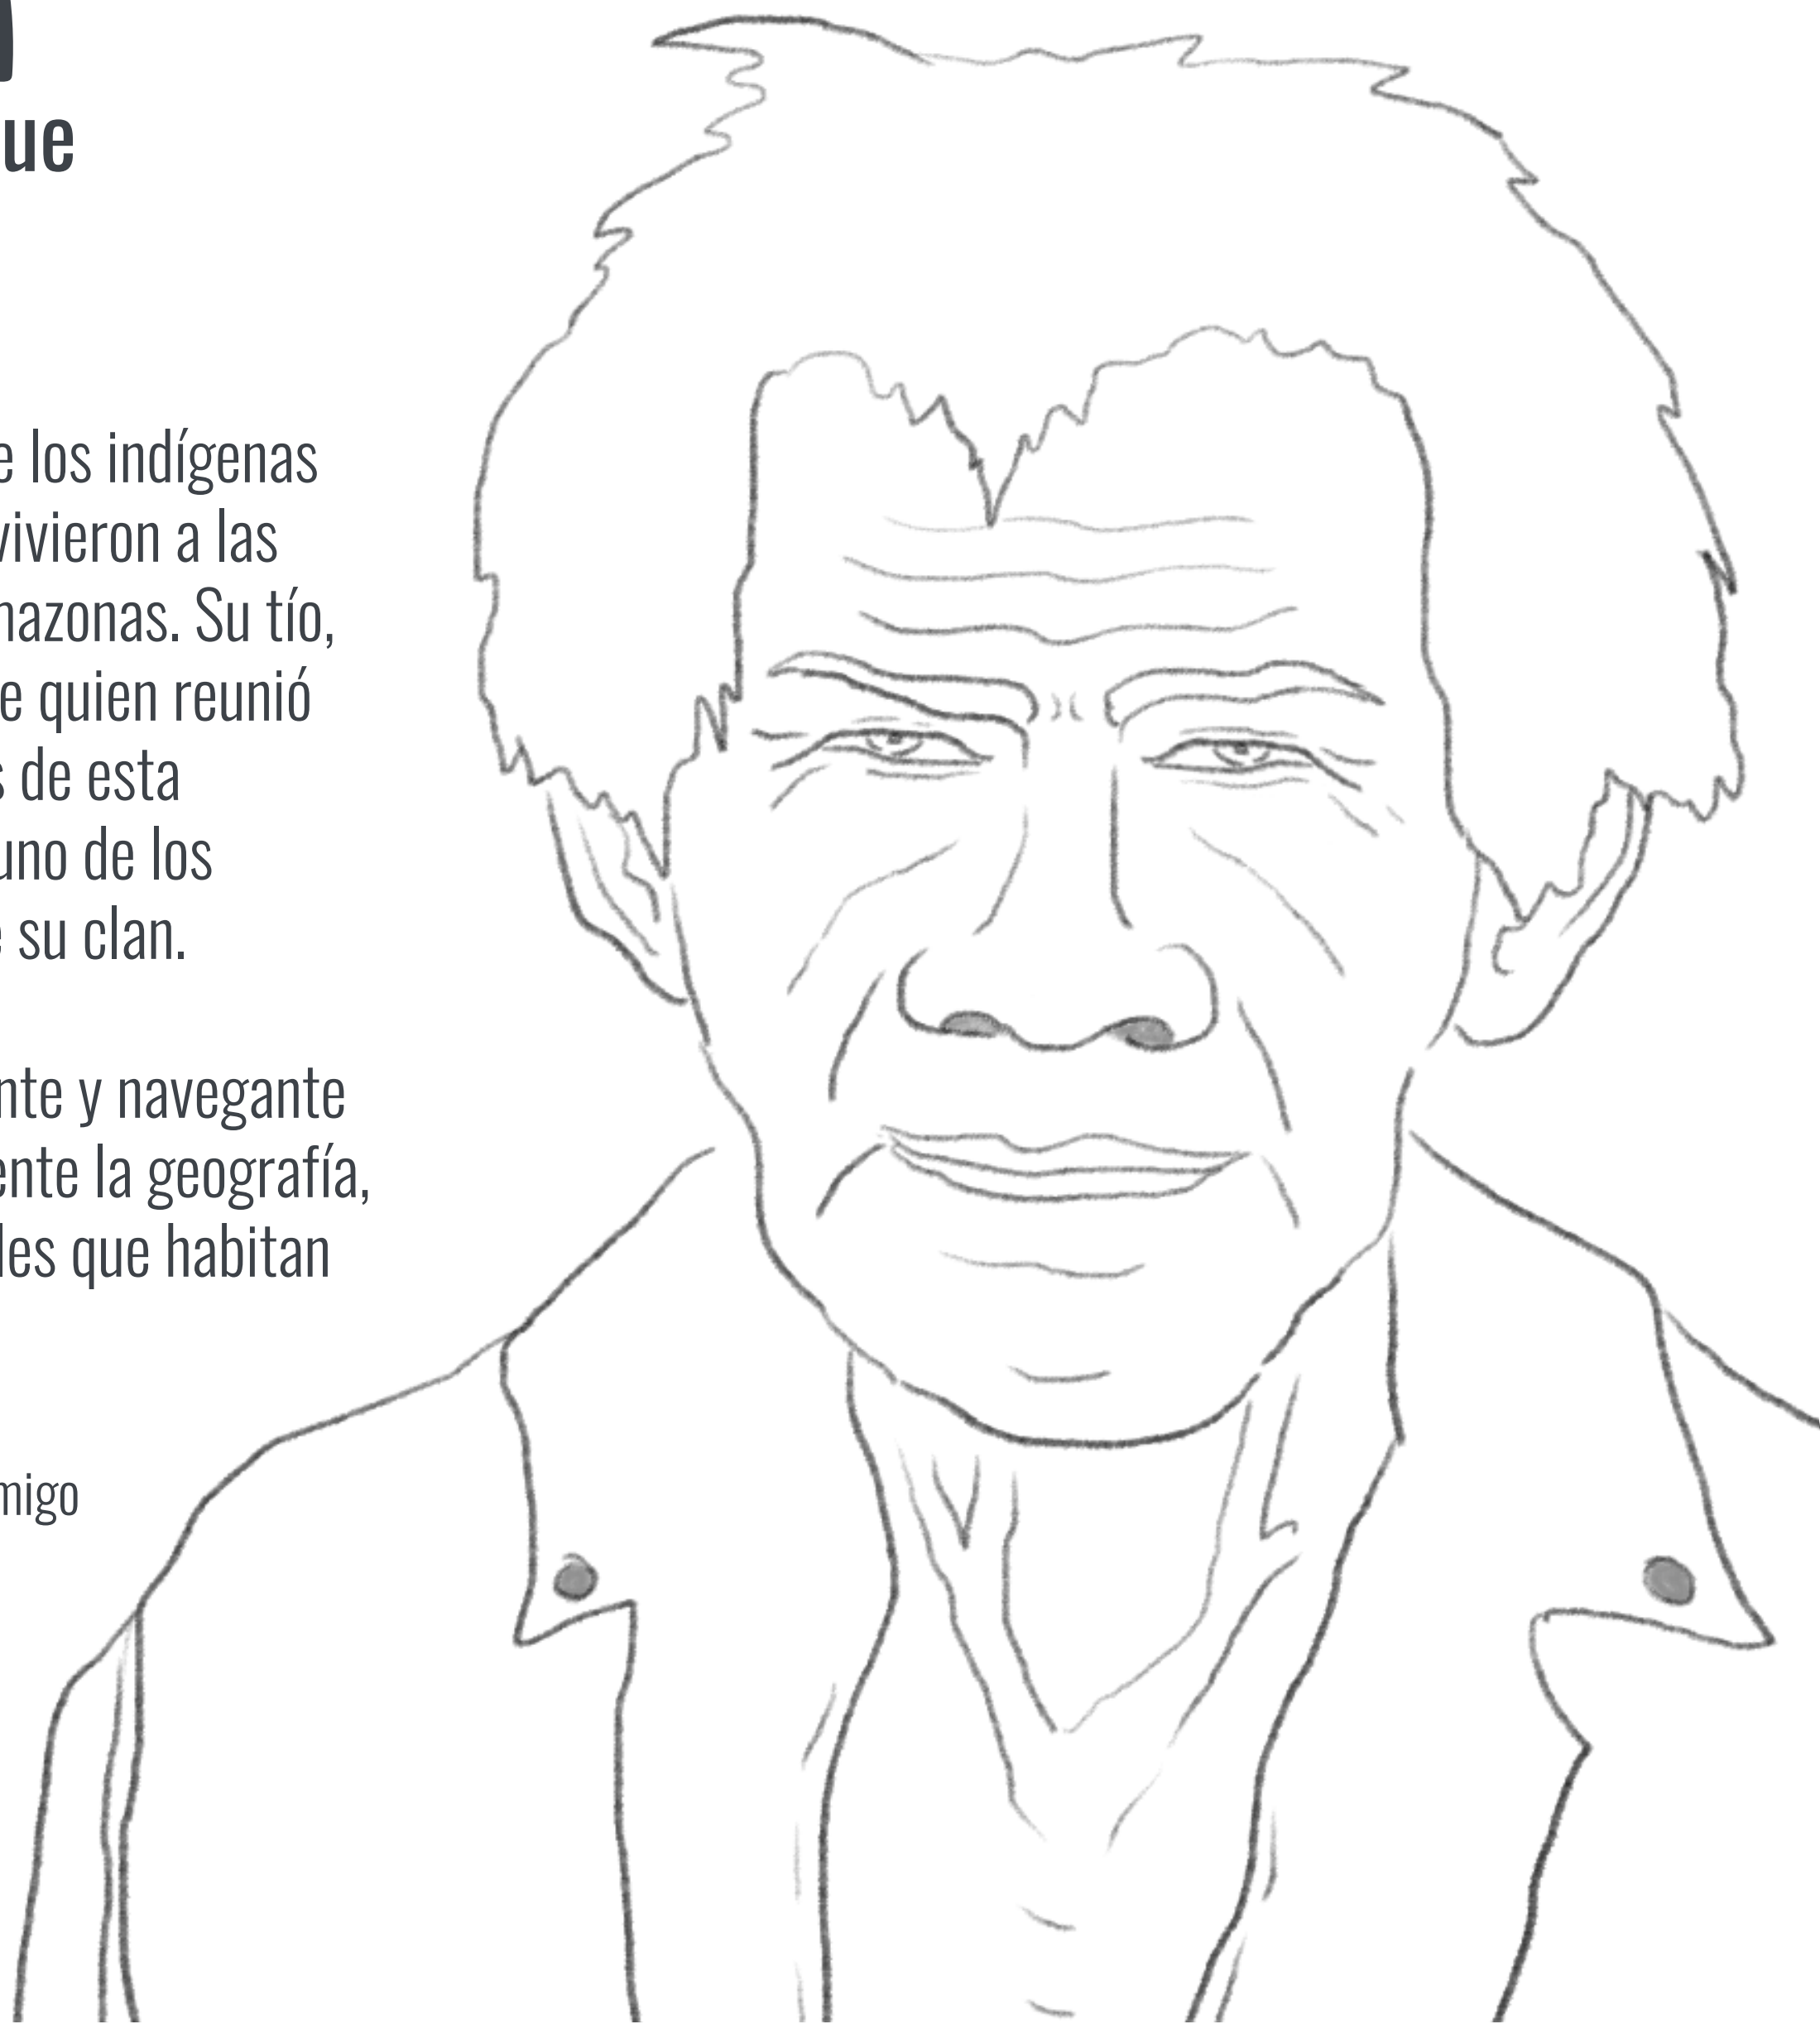 ue
e los indígenas
vivieron a las
mazonas. Su tío,
e quien reunió
s de esta
uno de los
e su clan.
nte y navegante
ente la geografía,
les que habitan
migo